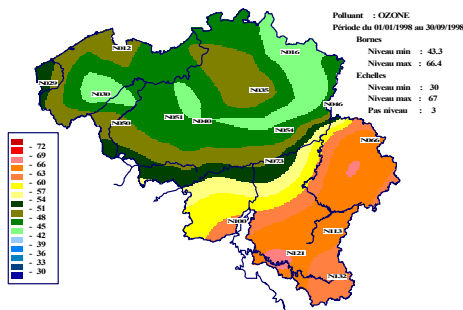 Polluant : OZONE
Période du 01/01/1998 au 30/09/1998
Bornes
Niveau min : 43.3
Niveau max : 66.4
Echelles
Niveau min : 30
Niveau max : 67
Pas niveau : 3
N012
N016
N029
N030
N035
N046
N050
N051
N040
N054
N066
N073
N100
N113
N121
N132
- 72
- 69
- 66
- 63
- 60
- 57
- 54
- 51
- 48
- 45
- 42
- 39
- 36
- 33
- 30